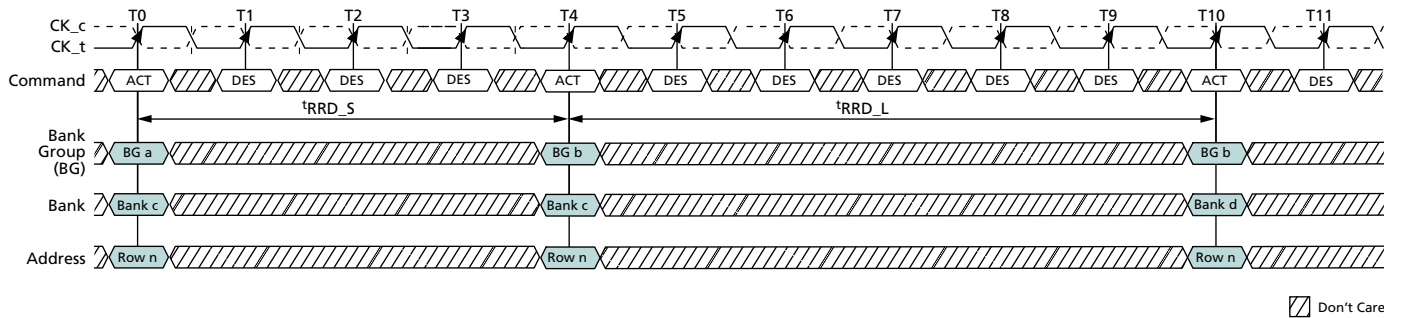 T0 T1 T2 T3 T4 T5 T6 T7 T8 T9 T10 T11
CK_c
CK_t
Command ACT DES DES DES ACT DES DES DES DES DES ACT DES
tRRD_S tRRD_L
Bank
Group
(BG)
BG a BG b BG b
Bank Bank c Bank c Bank d
Address Row n Row n Row n
Don't Care